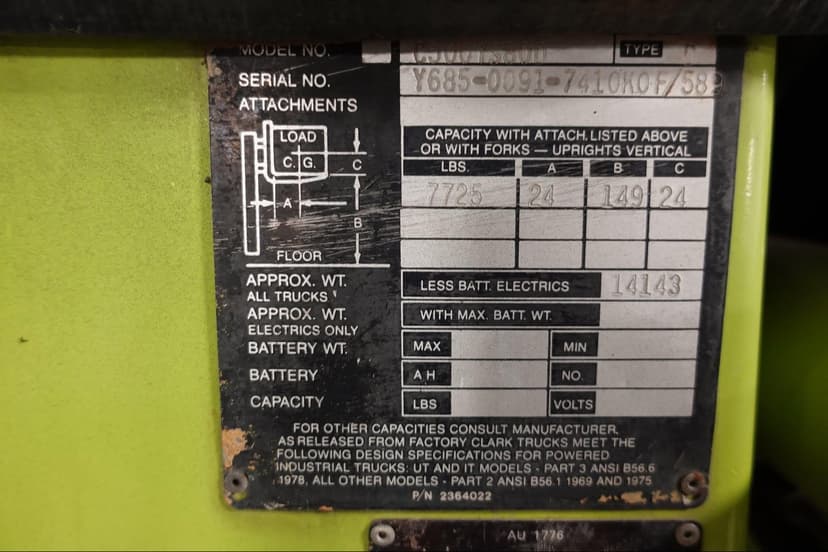 MODEL NO. TYPE
SERIAL NO. Y685-0091-7410KOF/589
ATTACHMENTS
CAPACITY WITH ATTACH. LISTED ABOVE
OR WITH FORKS — UPRIGHTS VERTICAL
LBS. A B C
7725 24 149 24
LOAD
C. G.
C
A
B
FLOOR
APPROX. WT.
ALL TRUCKS
LESS BATT. ELECTRICS 14143
APPROX. WT.
ELECTRICS ONLY
WITH MAX. BATT. WT.
BATTERY WT. MAX MIN
BATTERY A H NO.
CAPACITY LBS VOLTS
FOR OTHER CAPACITIES CONSULT MANUFACTURER.
AS RELEASED FROM FACTORY CLARK TRUCKS MEET THE
FOLLOWING DESIGN SPECIFICATIONS FOR POWERED
INDUSTRIAL TRUCKS: UT AND IT MODELS - PART 3 ANSI B56.6
1978, ALL OTHER MODELS - PART 2 ANSI B56.1 1969 AND 1975
P/N 2364022
AU 1776